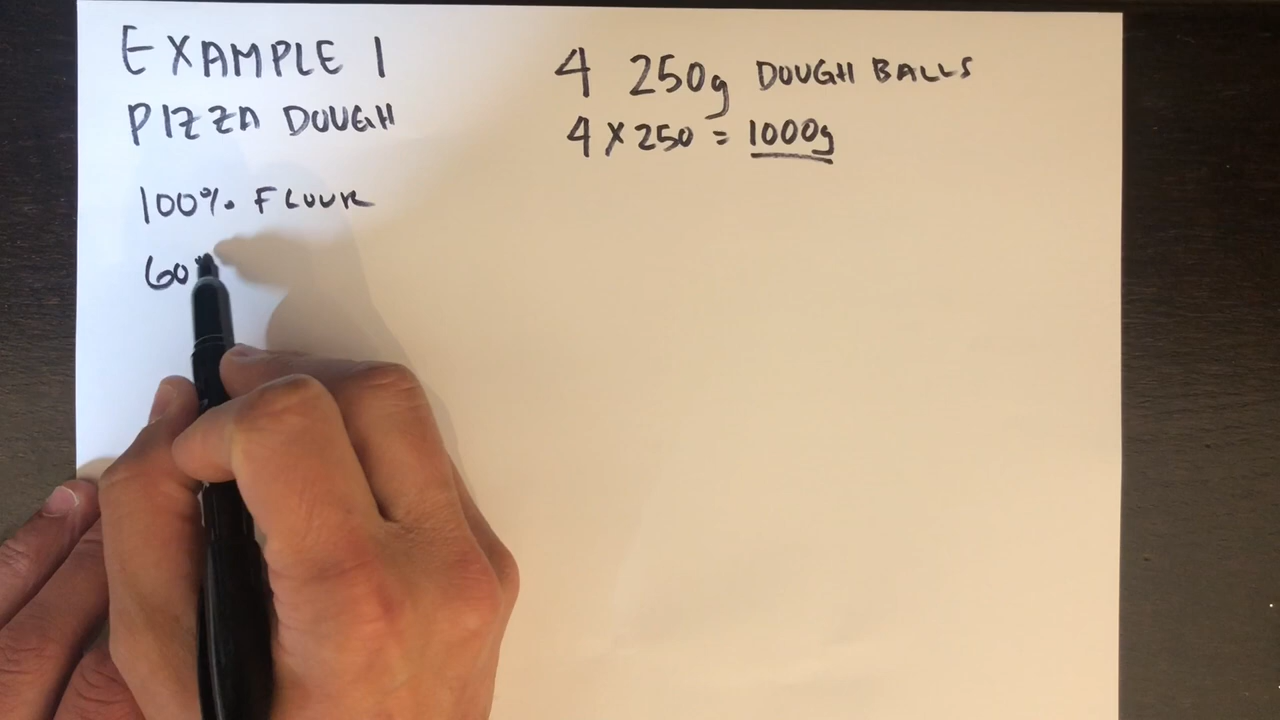 EXAMPLE 1
PIZZA DOUGH
100% FLOUR
60%
4 250g DOUGH BALLS
4 x 250 = 1000g